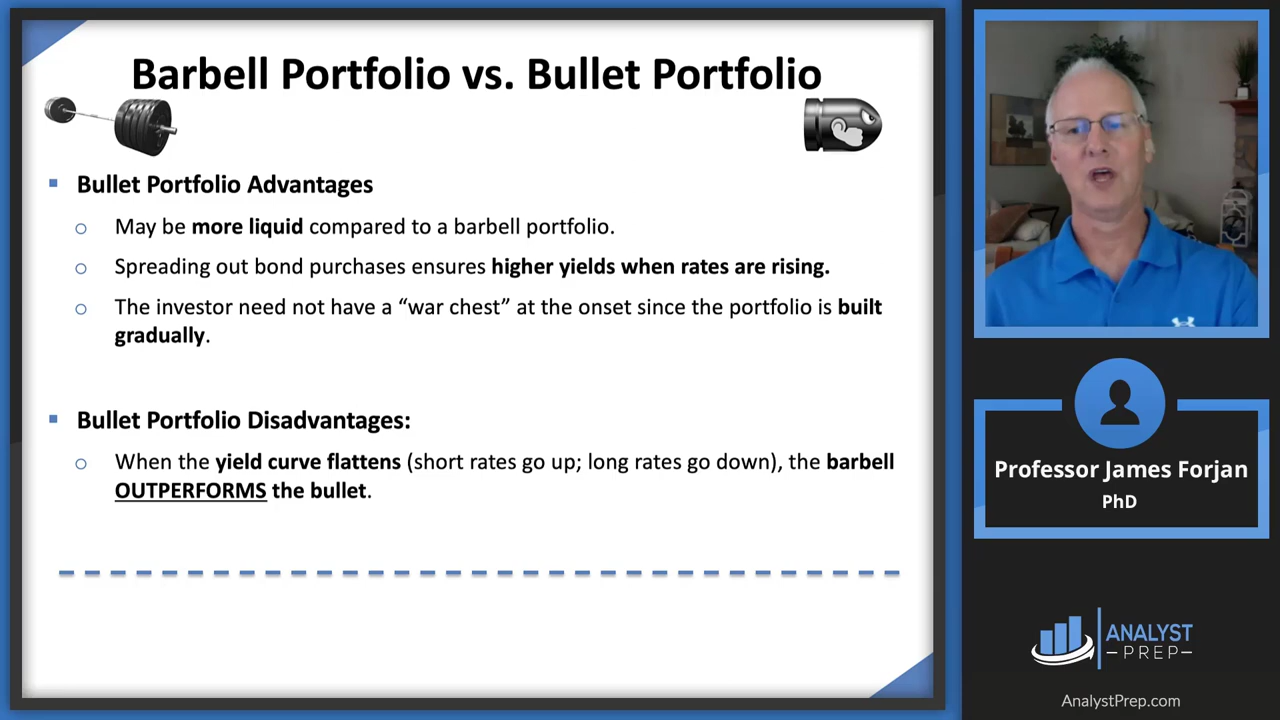 Barbell Portfolio vs. Bullet Portfolio
Bullet Portfolio Advantages
May be more liquid compared to a barbell portfolio.
Spreading out bond purchases ensures higher yields when rates are rising.
The investor need not have a “war chest” at the onset since the portfolio is built
gradually.
Bullet Portfolio Disadvantages:
When the yield curve flattens (short rates go up; long rates go down), the barbell
OUTPERFORMS the bullet.
Professor James Forjan
PhD
ANALYST
PREP
AnalystPrep.com